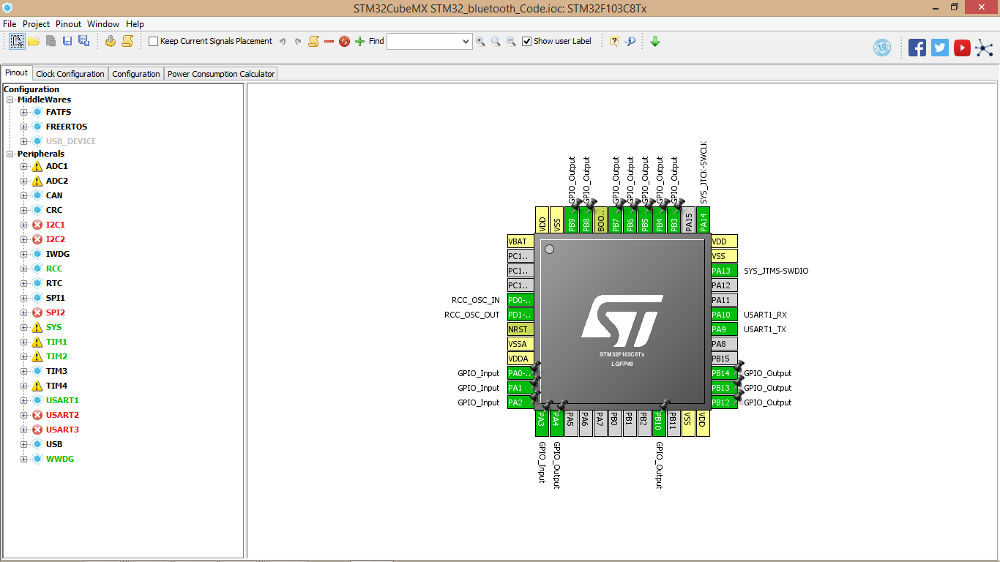 STM32CubeMX STM32_bluetooth_Code.ioc: STM32F103C8Tx
File Project Pinout Window Help
Keep Current Signals Placement
Find
Show user Label
Pinout Clock Configuration Configuration Power Consumption Calculator
Configuration
MiddleWares
FATFS
FREERTOS
USB_DEVICE
Peripherals
ADC1
ADC2
CAN
CRC
I2C1
I2C2
IWDG
RCC
RTC
SPI1
SPI2
SYS
TIM1
TIM2
TIM3
TIM4
USART1
USART2
USART3
USB
WWDG
GPIO_Output
GPIO_Output
GPIO_Output
GPIO_Output
GPIO_Output
GPIO_Output
GPIO_Output
SYS_JTCK-SWCLK
VDD
VSS
PB9
PB8
BOO..
PB7
PB6
PB5
PB4
PB3
PA15
PA14
VBAT
PC1..
PC1..
PC1..
RCC_OSC_IN PD0-..
RCC_OSC_OUT PD1-..
NRST
VSSA
VDDA
GPIO_Input PA0-..
GPIO_Input PA1
GPIO_Input PA2
ST
STM32F103C8Tx
LQFP48
VDD
VSS
PA13 SYS_JTMS-SWDIO
PA12
PA11
PA10 USART1_RX
PA9 USART1_TX
PA8
PB15
PB14 GPIO_Output
PB13 GPIO_Output
PB12 GPIO_Output
PA3
PA4
PA5
PA6
PA7
PB0
PB1
PB2
PB10
PB11
VSS
VDD
GPIO_Input
GPIO_Output
GPIO_Output